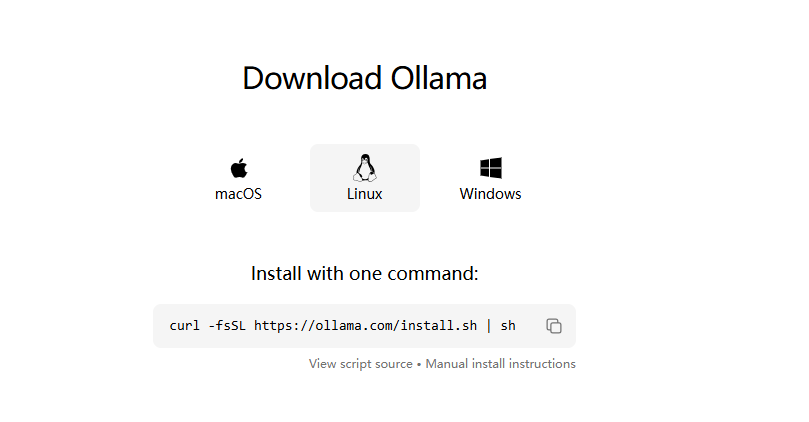 Download Ollama
macOS
Linux
Windows
Install with one command:
curl -fsSL https://ollama.com/install.sh | sh
View script source • Manual install instructions